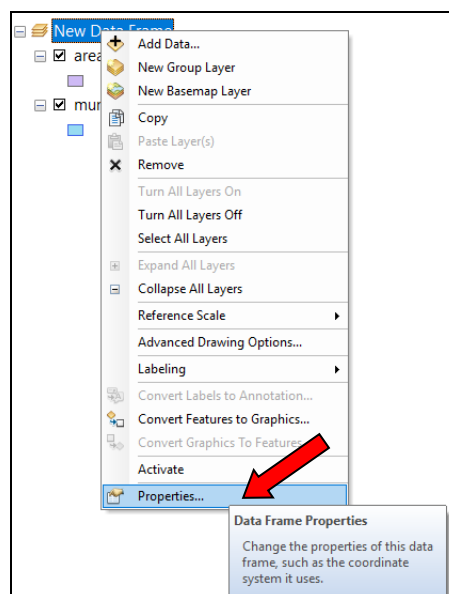 New Data Frame
Add Data...
area
New Group Layer
New Basemap Layer
mun
Copy
Paste Layer(s)
Remove
Turn All Layers On
Turn All Layers Off
Select All Layers
Expand All Layers
Collapse All Layers
Reference Scale
Advanced Drawing Options...
Labeling
Convert Labels to Annotation...
Convert Features to Graphics...
Convert Graphics To Features...
Activate
Properties...
Data Frame Properties
Change the properties of this data
frame, such as the coordinate
system it uses.